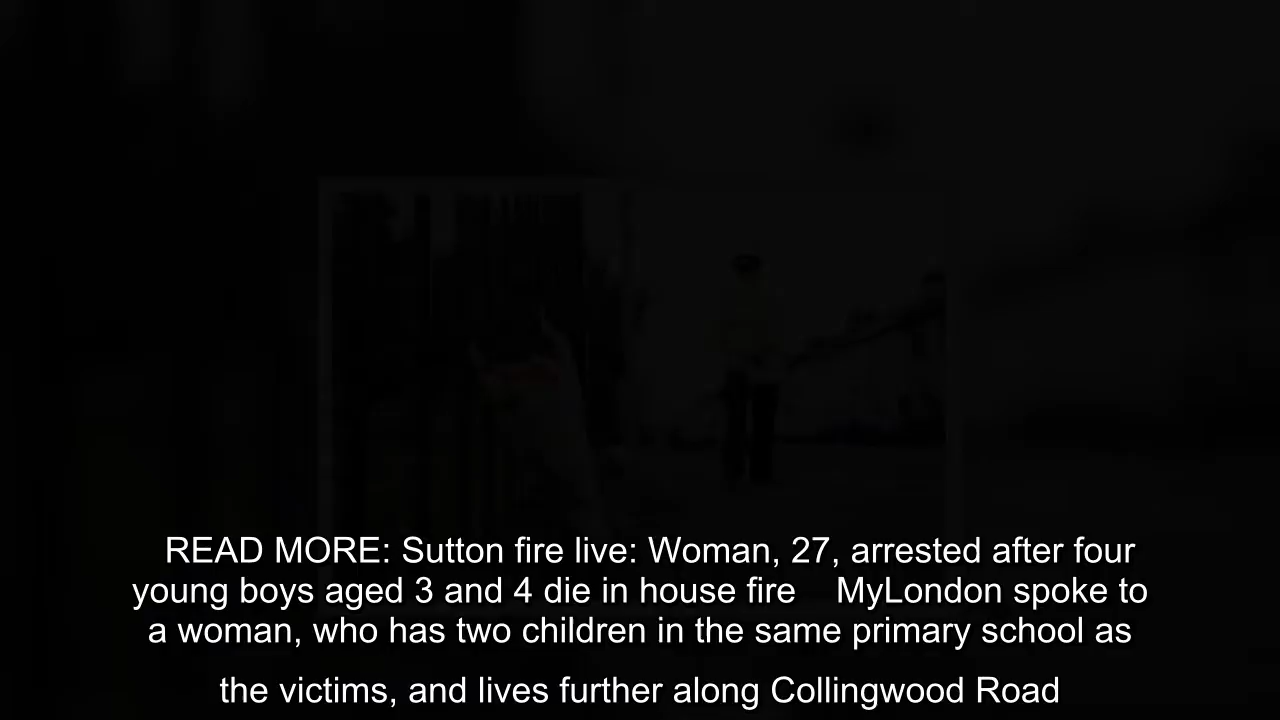 READ MORE: Sutton fire live: Woman, 27, arrested after four
young boys aged 3 and 4 die in house fire    MyLondon spoke to
a woman, who has two children in the same primary school as
the victims, and lives further along Collingwood Road